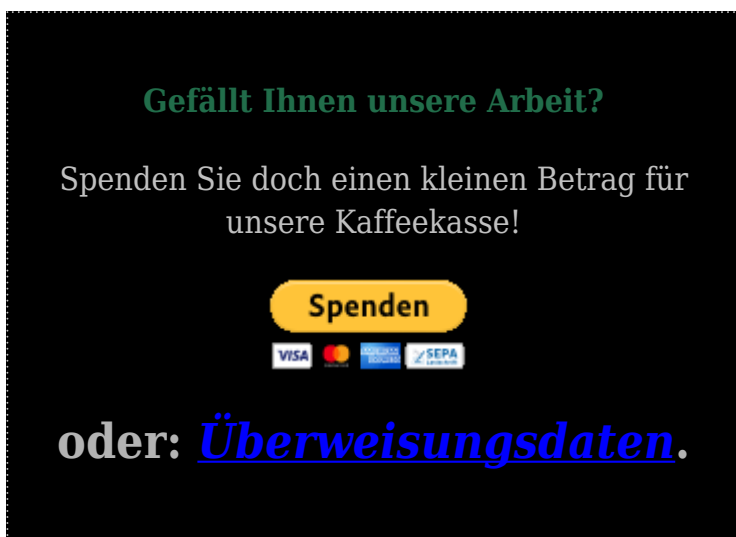 Gefällt Ihnen unsere Arbeit?
Spenden Sie doch einen kleinen Betrag für
unsere Kaffeekasse!
Spenden
VISA SEPA
oder: Überweisungsdaten.